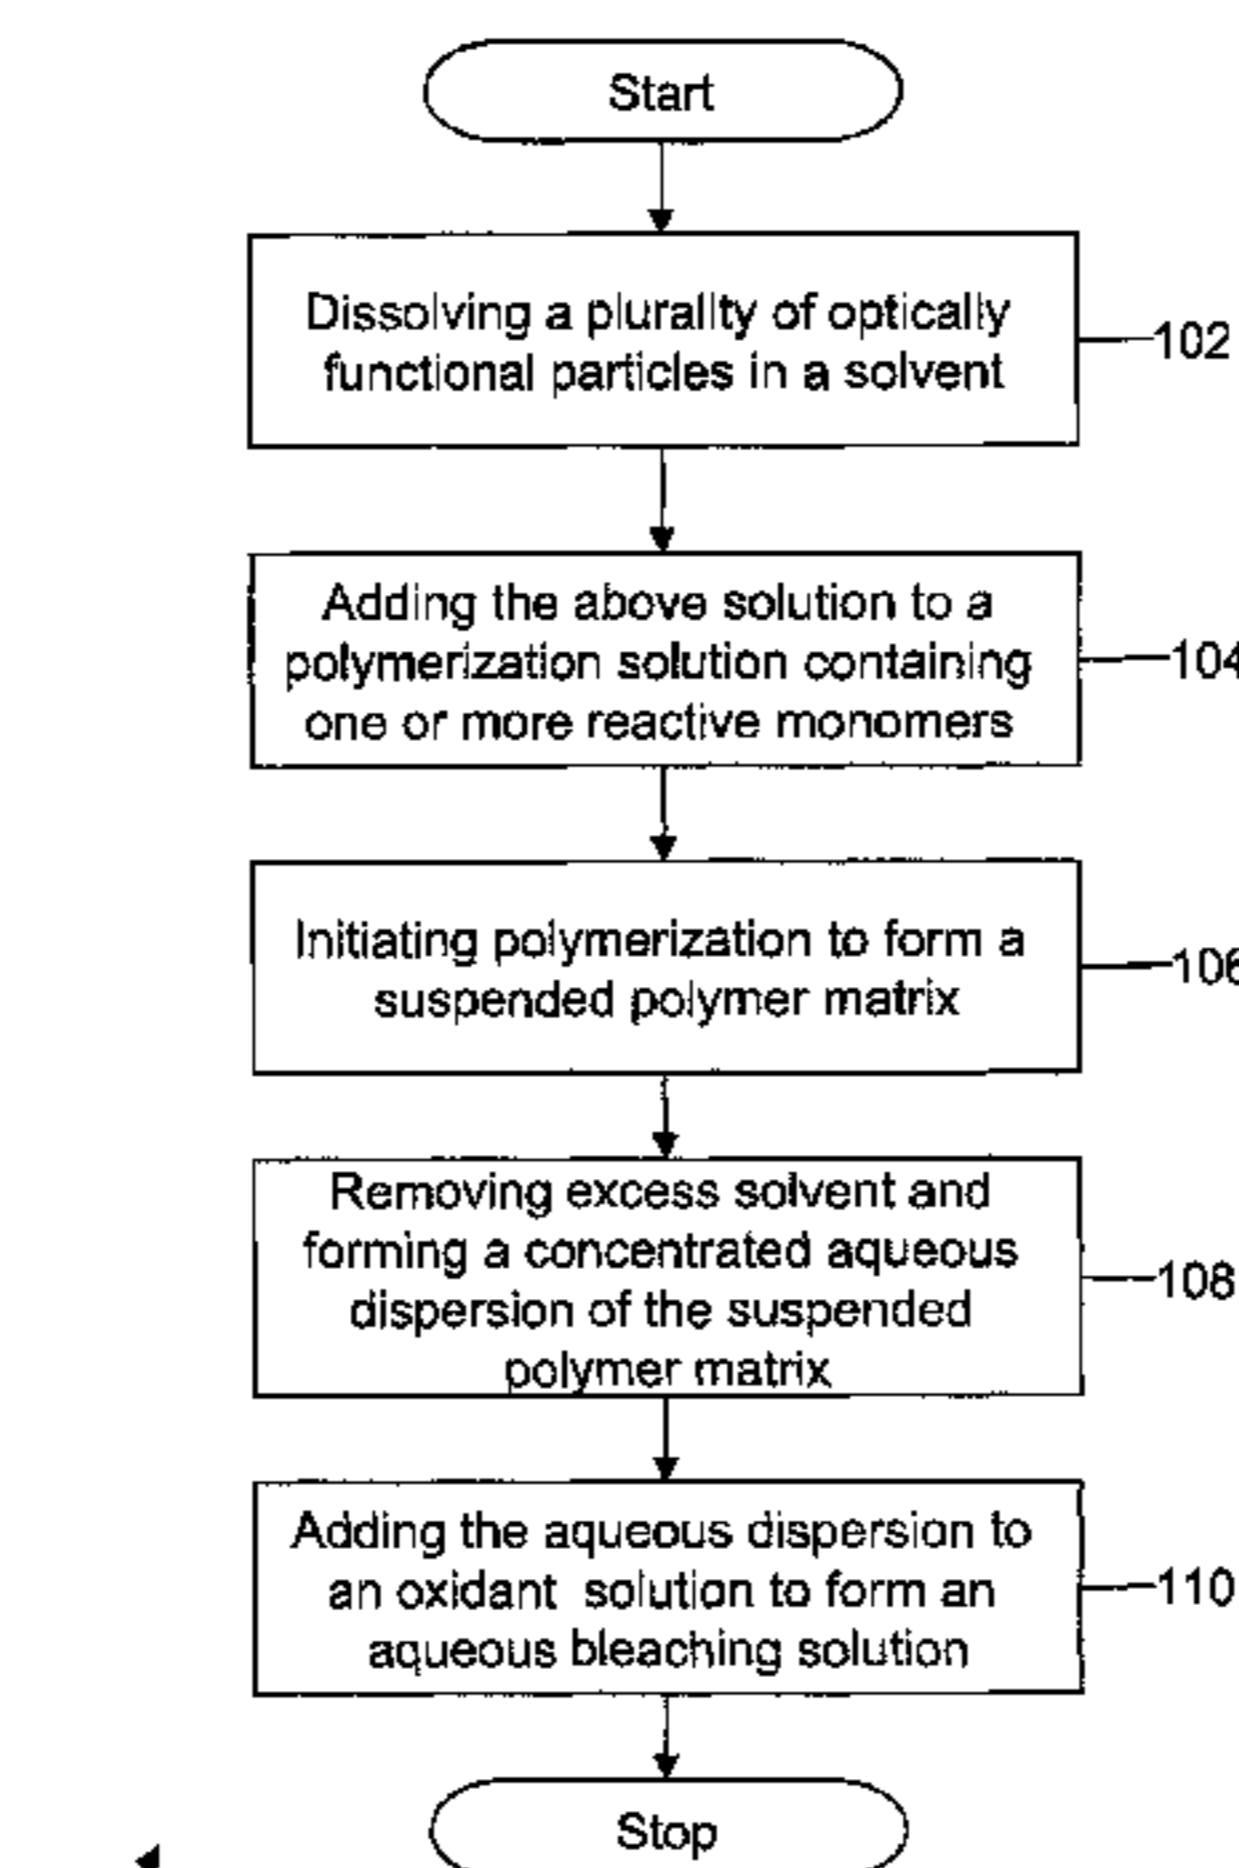 Start
Dissolving a plurality of optically
functional particles in a solvent
102
Adding the above solution to a
polymerization solution containing
one or more reactive monomers
104
Initiating polymerization to form a
suspended polymer matrix
106
Removing excess solvent and
forming a concentrated aqueous
dispersion of the suspended
polymer matrix
108
Adding the aqueous dispersion to
an oxidant solution to form an
aqueous bleaching solution
110
Stop